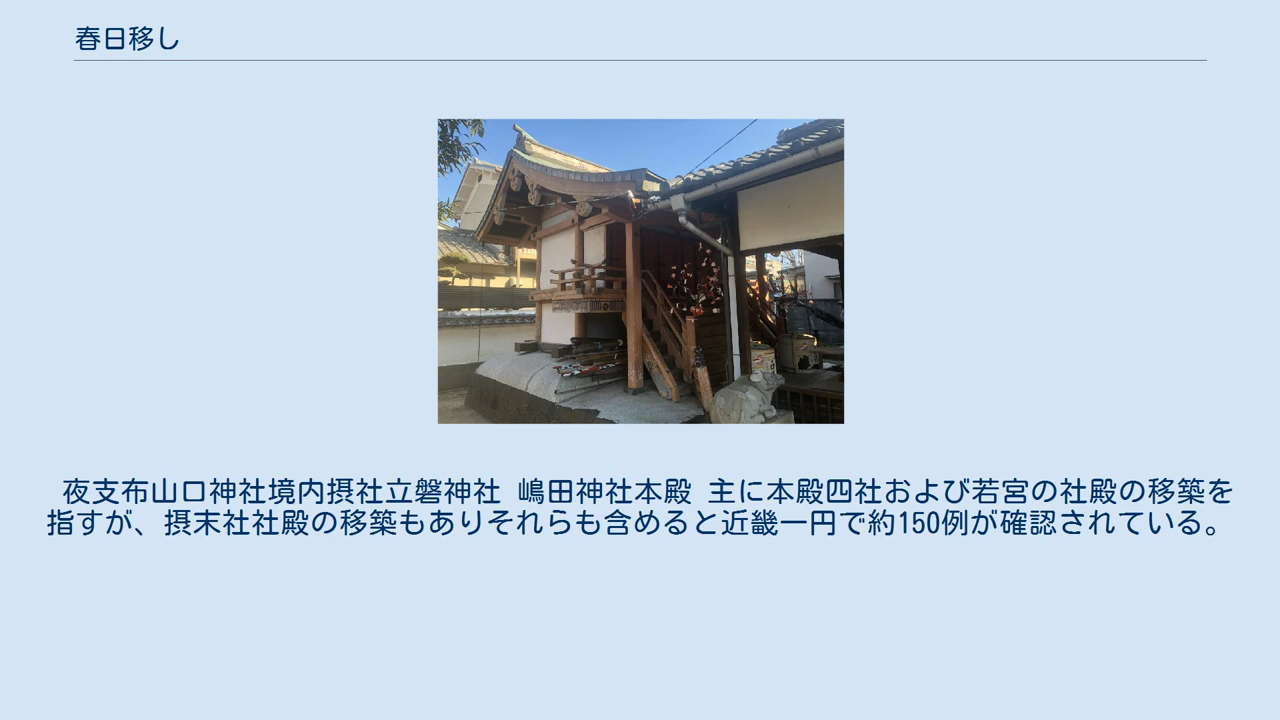 春日移し
夜支布山口神社境内摂社立磐神社 嶋田神社本殿 主に本殿四社および若宮の社殿の移築を
指すが、摂末社社殿の移築もありそれらも含めると近畿一円で約150例が確認されている。